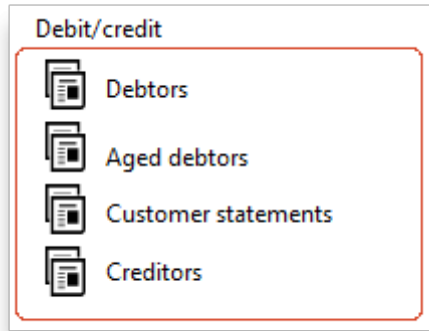 Debit/credit
Debtors
Aged debtors
Customer statements
Creditors